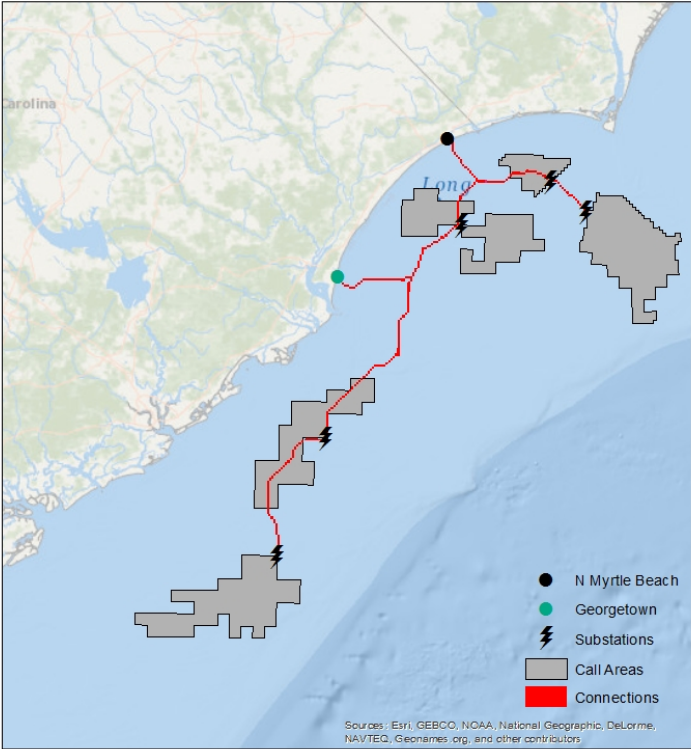 Carolina
Long
N Myrtle Beach
Georgetown
Substations
Call Areas
Connections
Sources: Esri, GEBCO, NOAA, National Geographic, DeLorme,
NAVTEQ, Geonames.org, and other contributors